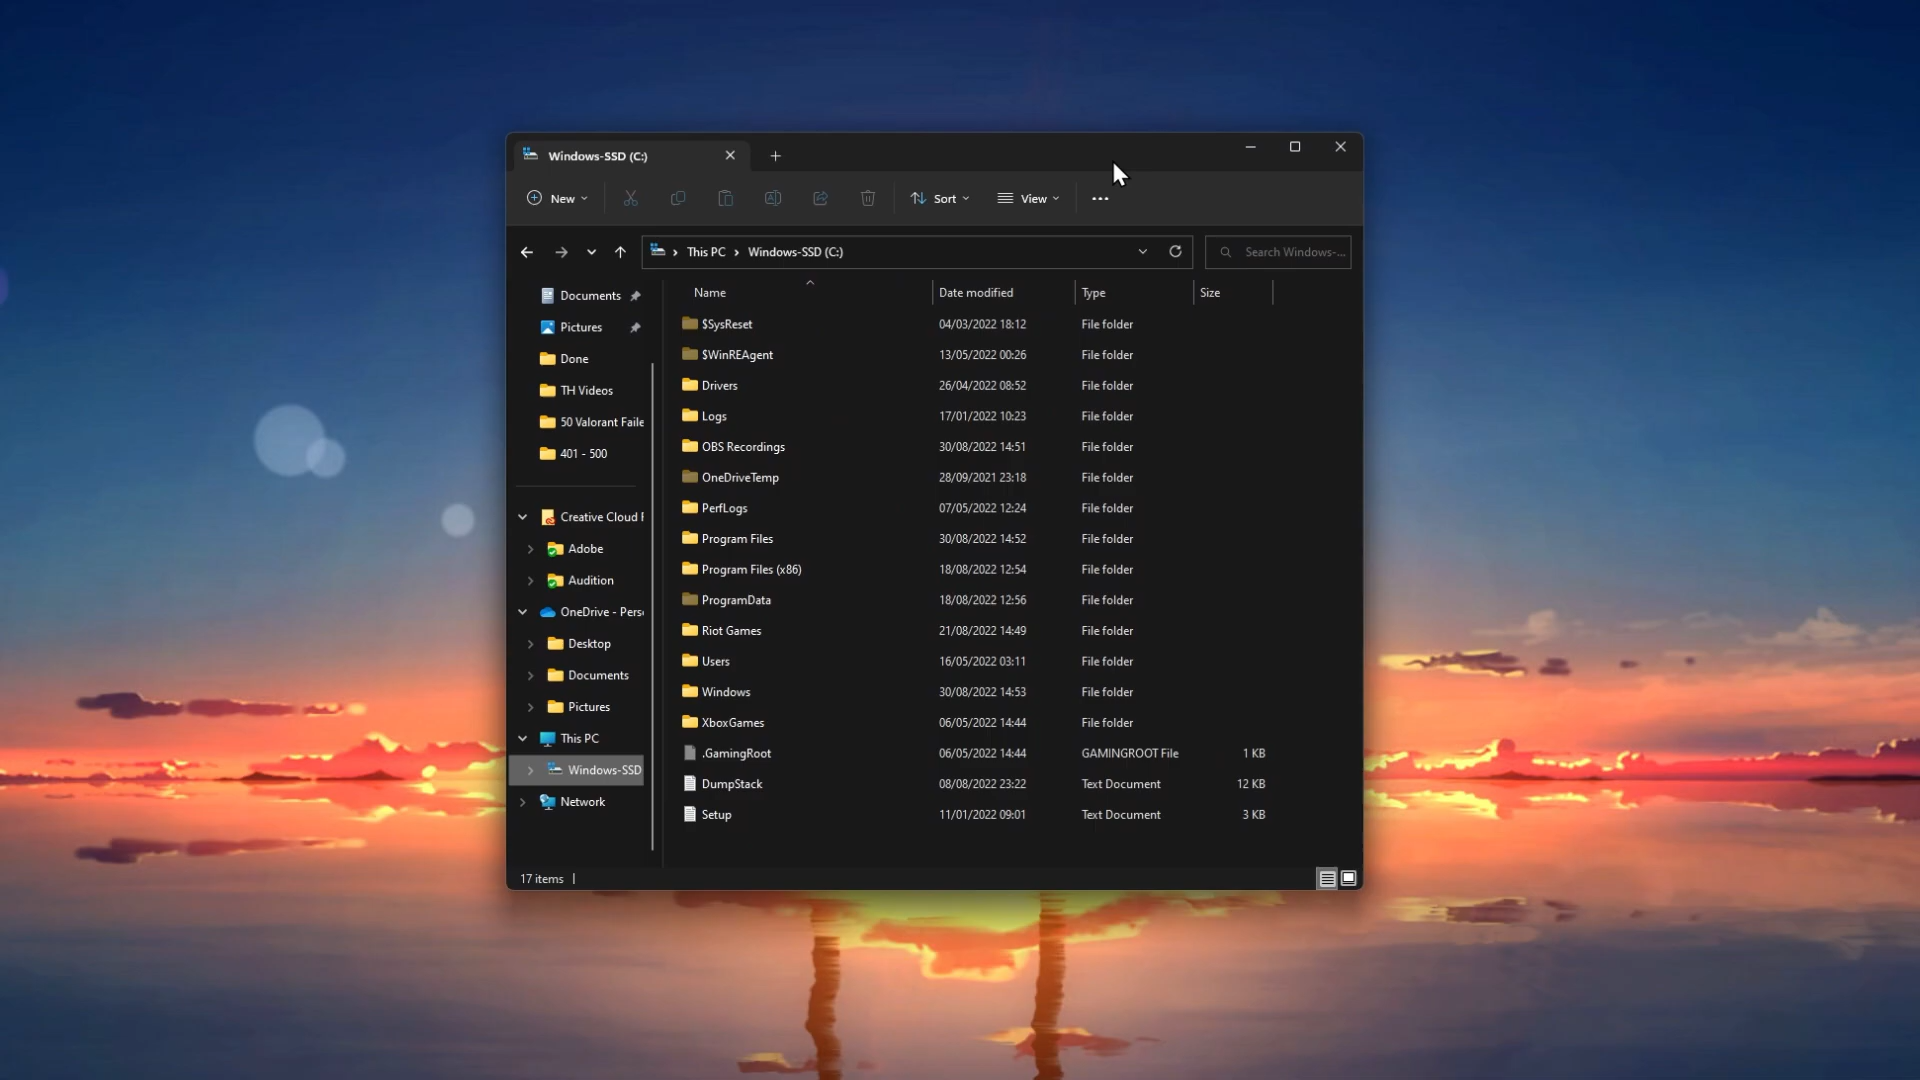 Windows-SSD (C:)
New Sort View
This PC Windows-SSD (C:) Search Windows-...
Name Date modified Type Size
Documents
Pictures
Done
TH Videos
50 Valorant Faile
401 - 500
Creative Cloud F
Adobe
Audition
OneDrive - Perso
Desktop
Documents
Pictures
This PC
Windows-SSD
Network
$SysReset 04/03/2022 18:12 File folder
$WinREAgent 13/05/2022 00:26 File folder
Drivers 26/04/2022 08:52 File folder
Logs 17/01/2022 10:23 File folder
OBS Recordings 30/08/2022 14:51 File folder
OneDriveTemp 28/09/2021 23:18 File folder
PerfLogs 07/05/2022 12:24 File folder
Program Files 30/08/2022 14:52 File folder
Program Files (x86) 18/08/2022 12:54 File folder
ProgramData 18/08/2022 12:56 File folder
Riot Games 21/08/2022 14:49 File folder
Users 16/05/2022 03:11 File folder
Windows 30/08/2022 14:53 File folder
XboxGames 06/05/2022 14:44 File folder
.GamingRoot 06/05/2022 14:44 GAMINGROOT File 1 KB
DumpStack 08/08/2022 23:22 Text Document 12 KB
Setup 11/01/2022 09:01 Text Document 3 KB
17 items